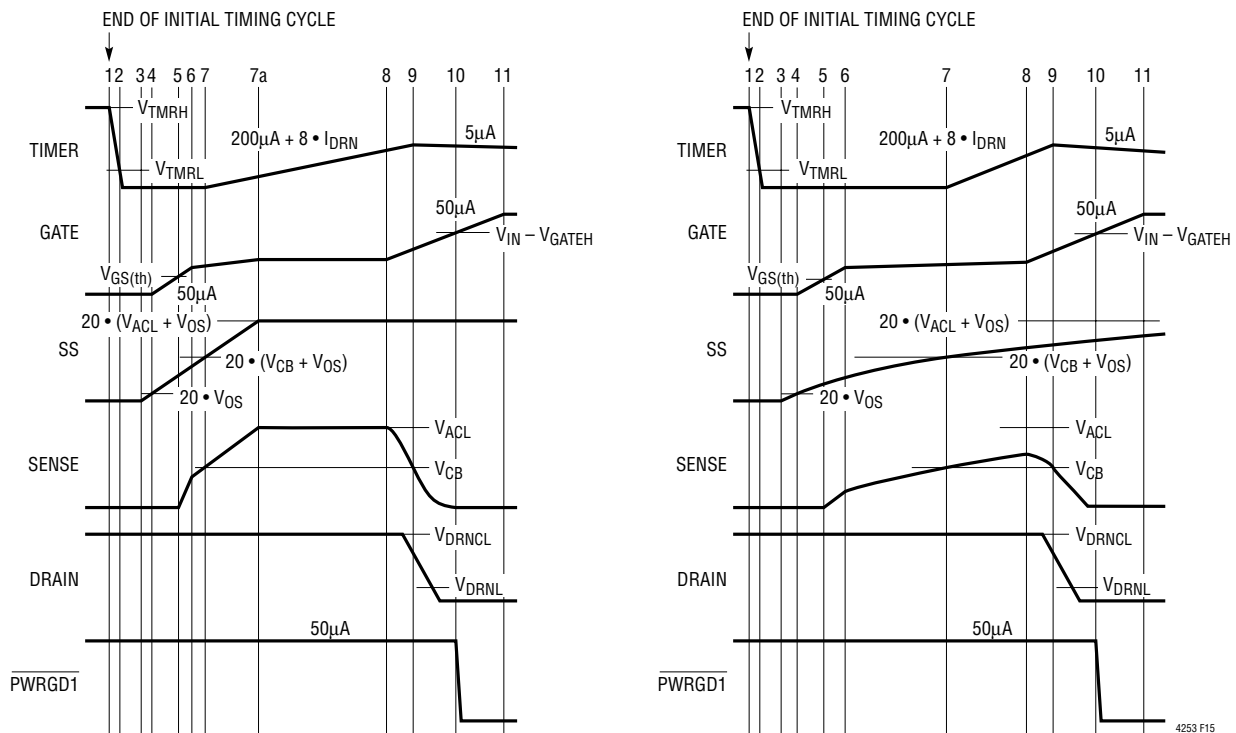 END OF INITIAL TIMING CYCLE
1 2 3 4 5 6 7 7a 8 9 10 11
V_TMRH
200µA + 8 • I_DRN
5µA
TIMER
V_TMRL
50µA
GATE
V_IN – V_GATEH
V_GS(th)
50µA
20 • (V_ACL + V_OS)
SS
20 • (V_CB + V_OS)
20 • V_OS
V_ACL
SENSE
V_CB
V_DRNCL
DRAIN
V_DRNL
50µA
PWRGD1
END OF INITIAL TIMING CYCLE
1 2 3 4 5 6 7 8 9 10 11
V_TMRH
200µA + 8 • I_DRN
5µA
TIMER
V_TMRL
50µA
GATE
V_IN – V_GATEH
V_GS(th)
50µA
20 • (V_ACL + V_OS)
SS
20 • (V_CB + V_OS)
20 • V_OS
V_ACL
SENSE
V_CB
V_DRNCL
DRAIN
V_DRNL
50µA
PWRGD1
4253 F15